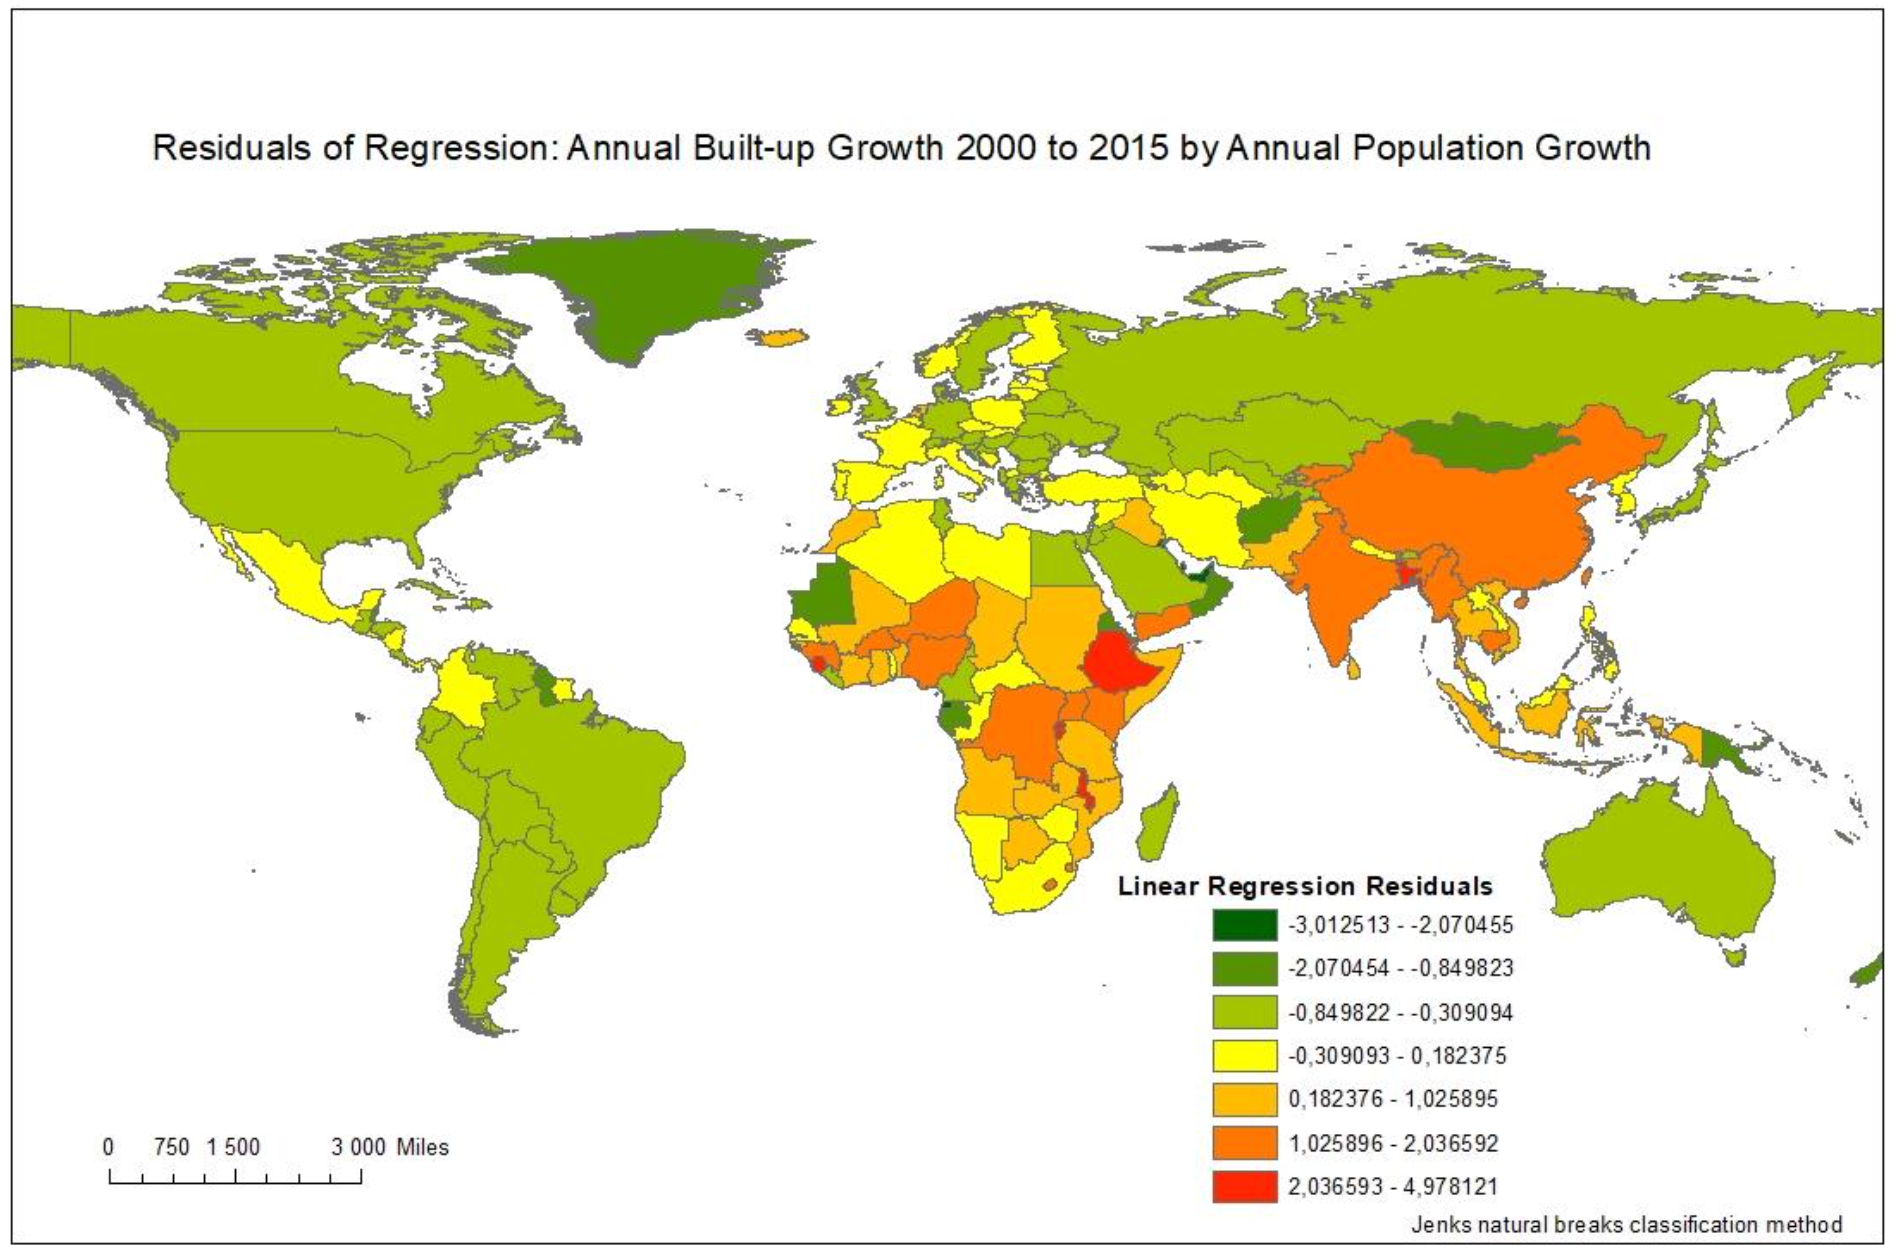 Residuals of Regression: Annual Built-up Growth 2000 to 2015 by Annual Population Growth
Linear Regression Residuals
-3,012513 - -2,070455
-2,070454 - -0,849823
-0,849822 - -0,309094
-0,309093 - 0,182375
0,182376 - 1,025895
1,025896 - 2,036592
2,036593 - 4,978121
0 750 1 500 3 000 Miles
Jenks natural breaks classification method